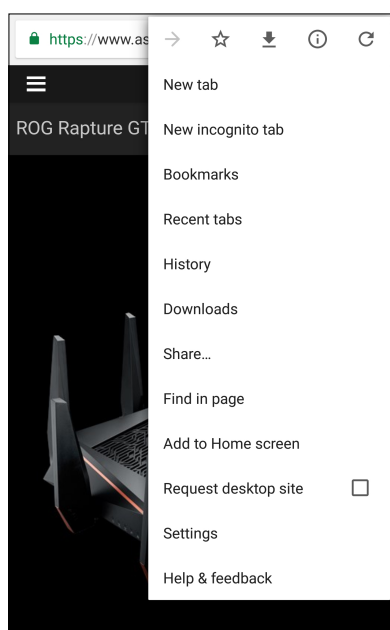 https://www.as
ROG Rapture GT
New tab
New incognito tab
Bookmarks
Recent tabs
History
Downloads
Share...
Find in page
Add to Home screen
Request desktop site
Settings
Help & feedback